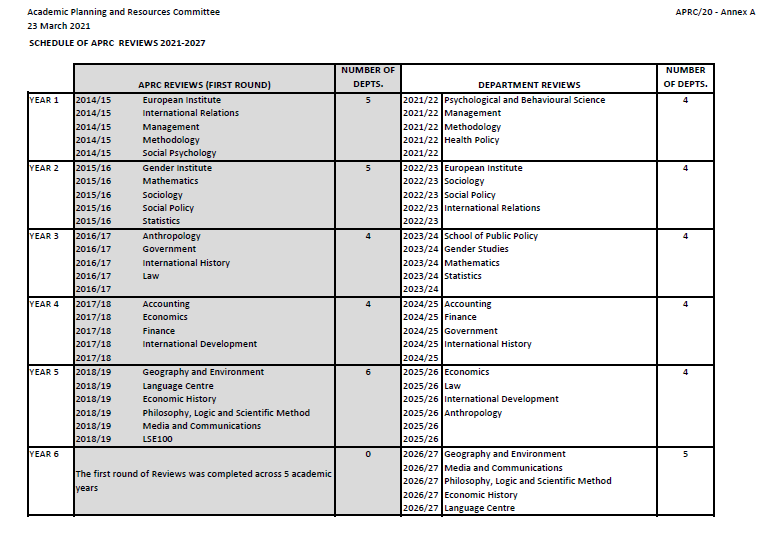 Academic Planning and Resources Committee APRC/20 - Annex A
23 March 2021
SCHEDULE OF APRC REVIEWS 2021-2027
APRC REVIEWS (FIRST ROUND) NUMBER OF DEPTS. DEPARTMENT REVIEWS NUMBER OF DEPTS.
YEAR 1 2014/15 European Institute 5 2021/22 Psychological and Behavioural Science 4
2014/15 International Relations 2021/22 Management
2014/15 Management 2021/22 Methodology
2014/15 Methodology 2021/22 Health Policy
2014/15 Social Psychology 2021/22
YEAR 2 2015/16 Gender Institute 5 2022/23 European Institute 4
2015/16 Mathematics 2022/23 Sociology
2015/16 Sociology 2022/23 Social Policy
2015/16 Social Policy 2022/23 International Relations
2015/16 Statistics 2022/23
YEAR 3 2016/17 Anthropology 4 2023/24 School of Public Policy 4
2016/17 Government 2023/24 Gender Studies
2016/17 International History 2023/24 Mathematics
2016/17 Law 2023/24 Statistics
2016/17 2023/24
YEAR 4 2017/18 Accounting 4 2024/25 Accounting 4
2017/18 Economics 2024/25 Finance
2017/18 Finance 2024/25 Government
2017/18 International Development 2024/25 International History
2017/18 2024/25
YEAR 5 2018/19 Geography and Environment 6 2025/26 Economics 4
2018/19 Language Centre 2025/26 Law
2018/19 Economic History 2025/26 International Development
2018/19 Philosophy, Logic and Scientific Method 2025/26 Anthropology
2018/19 Media and Communications 2025/26
2018/19 LSE100 2025/26
YEAR 6 0 2026/27 Geography and Environment 5
2026/27 Media and Communications
The first round of Reviews was completed across 5 academic 2026/27 Philosophy, Logic and Scientific Method
years 2026/27 Economic History
2026/27 Language Centre